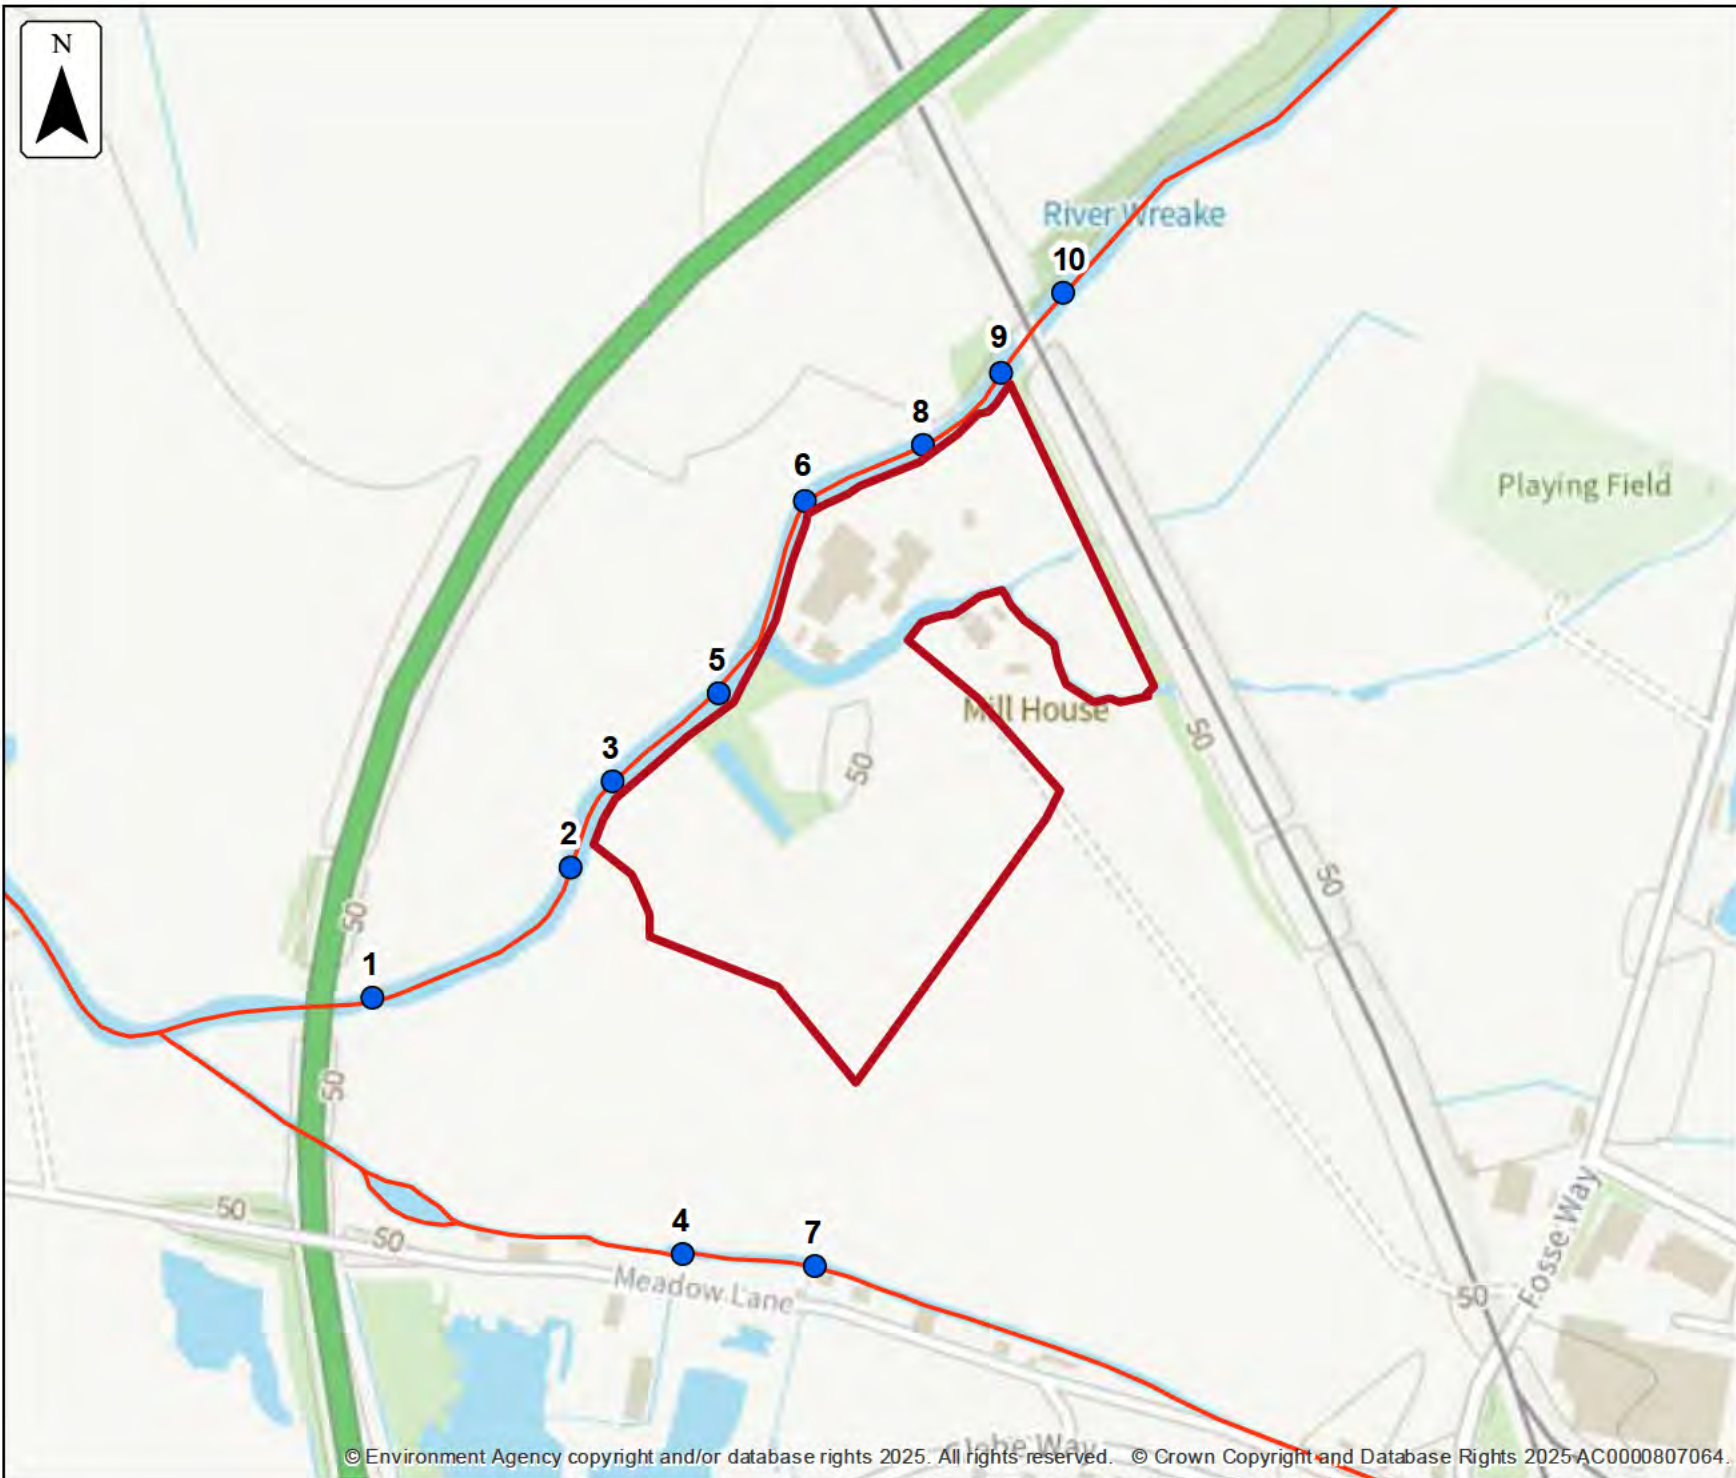 N
River Wreake
10
9
8
6
Playing Field
5
Mill House
50
3
50
2
50
50
1
50
Fosse Way
50
50
4
7
Meadow Lane
50
© Environment Agency copyright and/or database rights 2025. All rights reserved. © Crown Copyright and Database Rights 2025 AC0000807064.